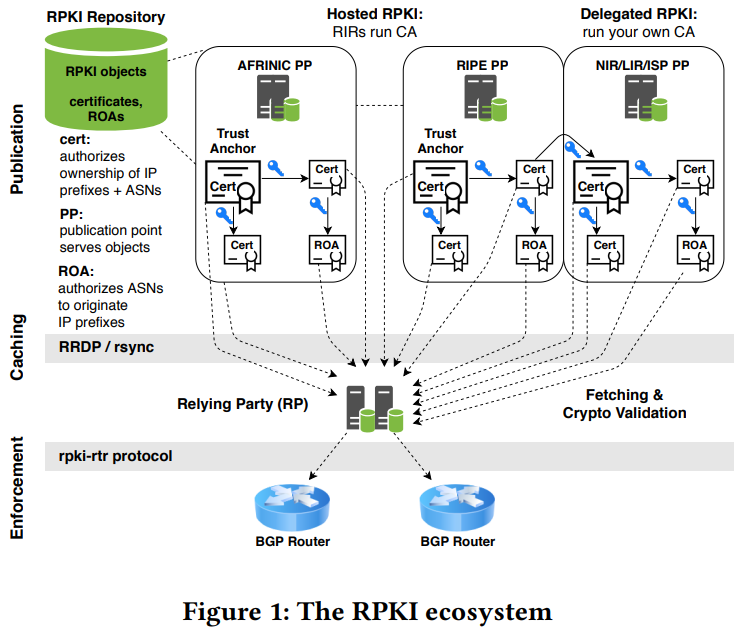 RPKI Repository
Hosted RPKI:
RIRs run CA
Delegated RPKI:
run your own CA
RPKI objects
certificates,
ROAs
AFRINIC PP
RIPE PP
NIR/LIR/ISP PP
Publication
cert:
authorizes
ownership of IP
prefixes + ASNs
PP:
publication point
serves objects
ROA:
authorizes ASNs
to originate
IP prefixes
Trust
Anchor
Cert
Cert
Cert
ROA
Trust
Anchor
Cert
Cert
Cert
ROA
Cert
Cert
Cert
ROA
Caching
RRDP / rsync
Relying Party (RP)
Fetching &
Crypto Validation
Enforcement
rpki-rtr protocol
BGP Router
BGP Router
Figure 1: The RPKI ecosystem